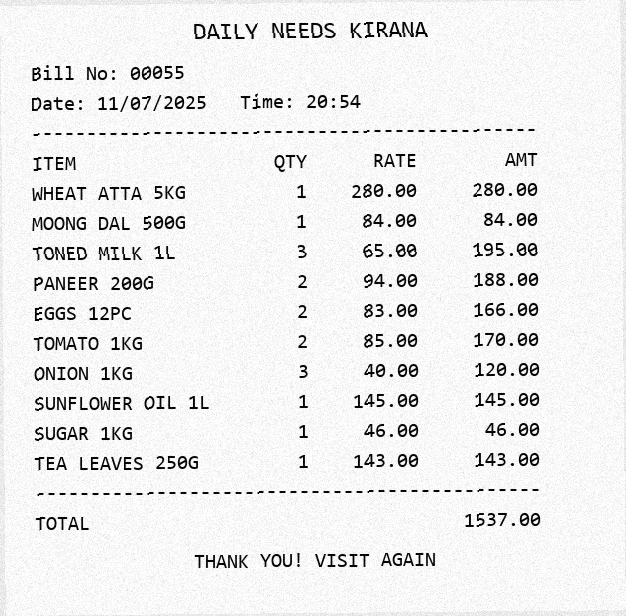 DAILY NEEDS KIRANA
Bill No: 00055
Date: 11/07/2025 Time: 20:54
------------------------------------------------
ITEM QTY RATE AMT
WHEAT ATTA 5KG 1 280.00 280.00
MOONG DAL 500G 1 84.00 84.00
TONED MILK 1L 3 65.00 195.00
PANEER 200G 2 94.00 188.00
EGGS 12PC 2 83.00 166.00
TOMATO 1KG 2 85.00 170.00
ONION 1KG 3 40.00 120.00
SUNFLOWER OIL 1L 1 145.00 145.00
SUGAR 1KG 1 46.00 46.00
TEA LEAVES 250G 1 143.00 143.00
------------------------------------------------
TOTAL 1537.00
THANK YOU! VISIT AGAIN